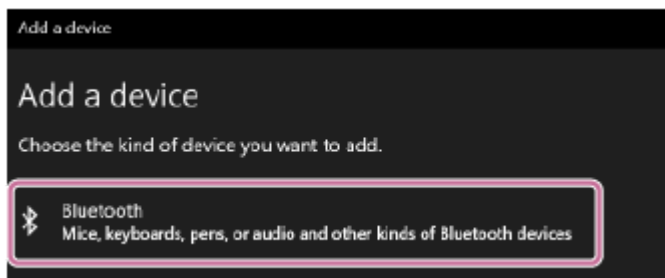 Add a device
Add a device
Choose the kind of device you want to add.
Bluetooth
Mice, keyboards, pens, or audio and other kinds of Bluetooth devices